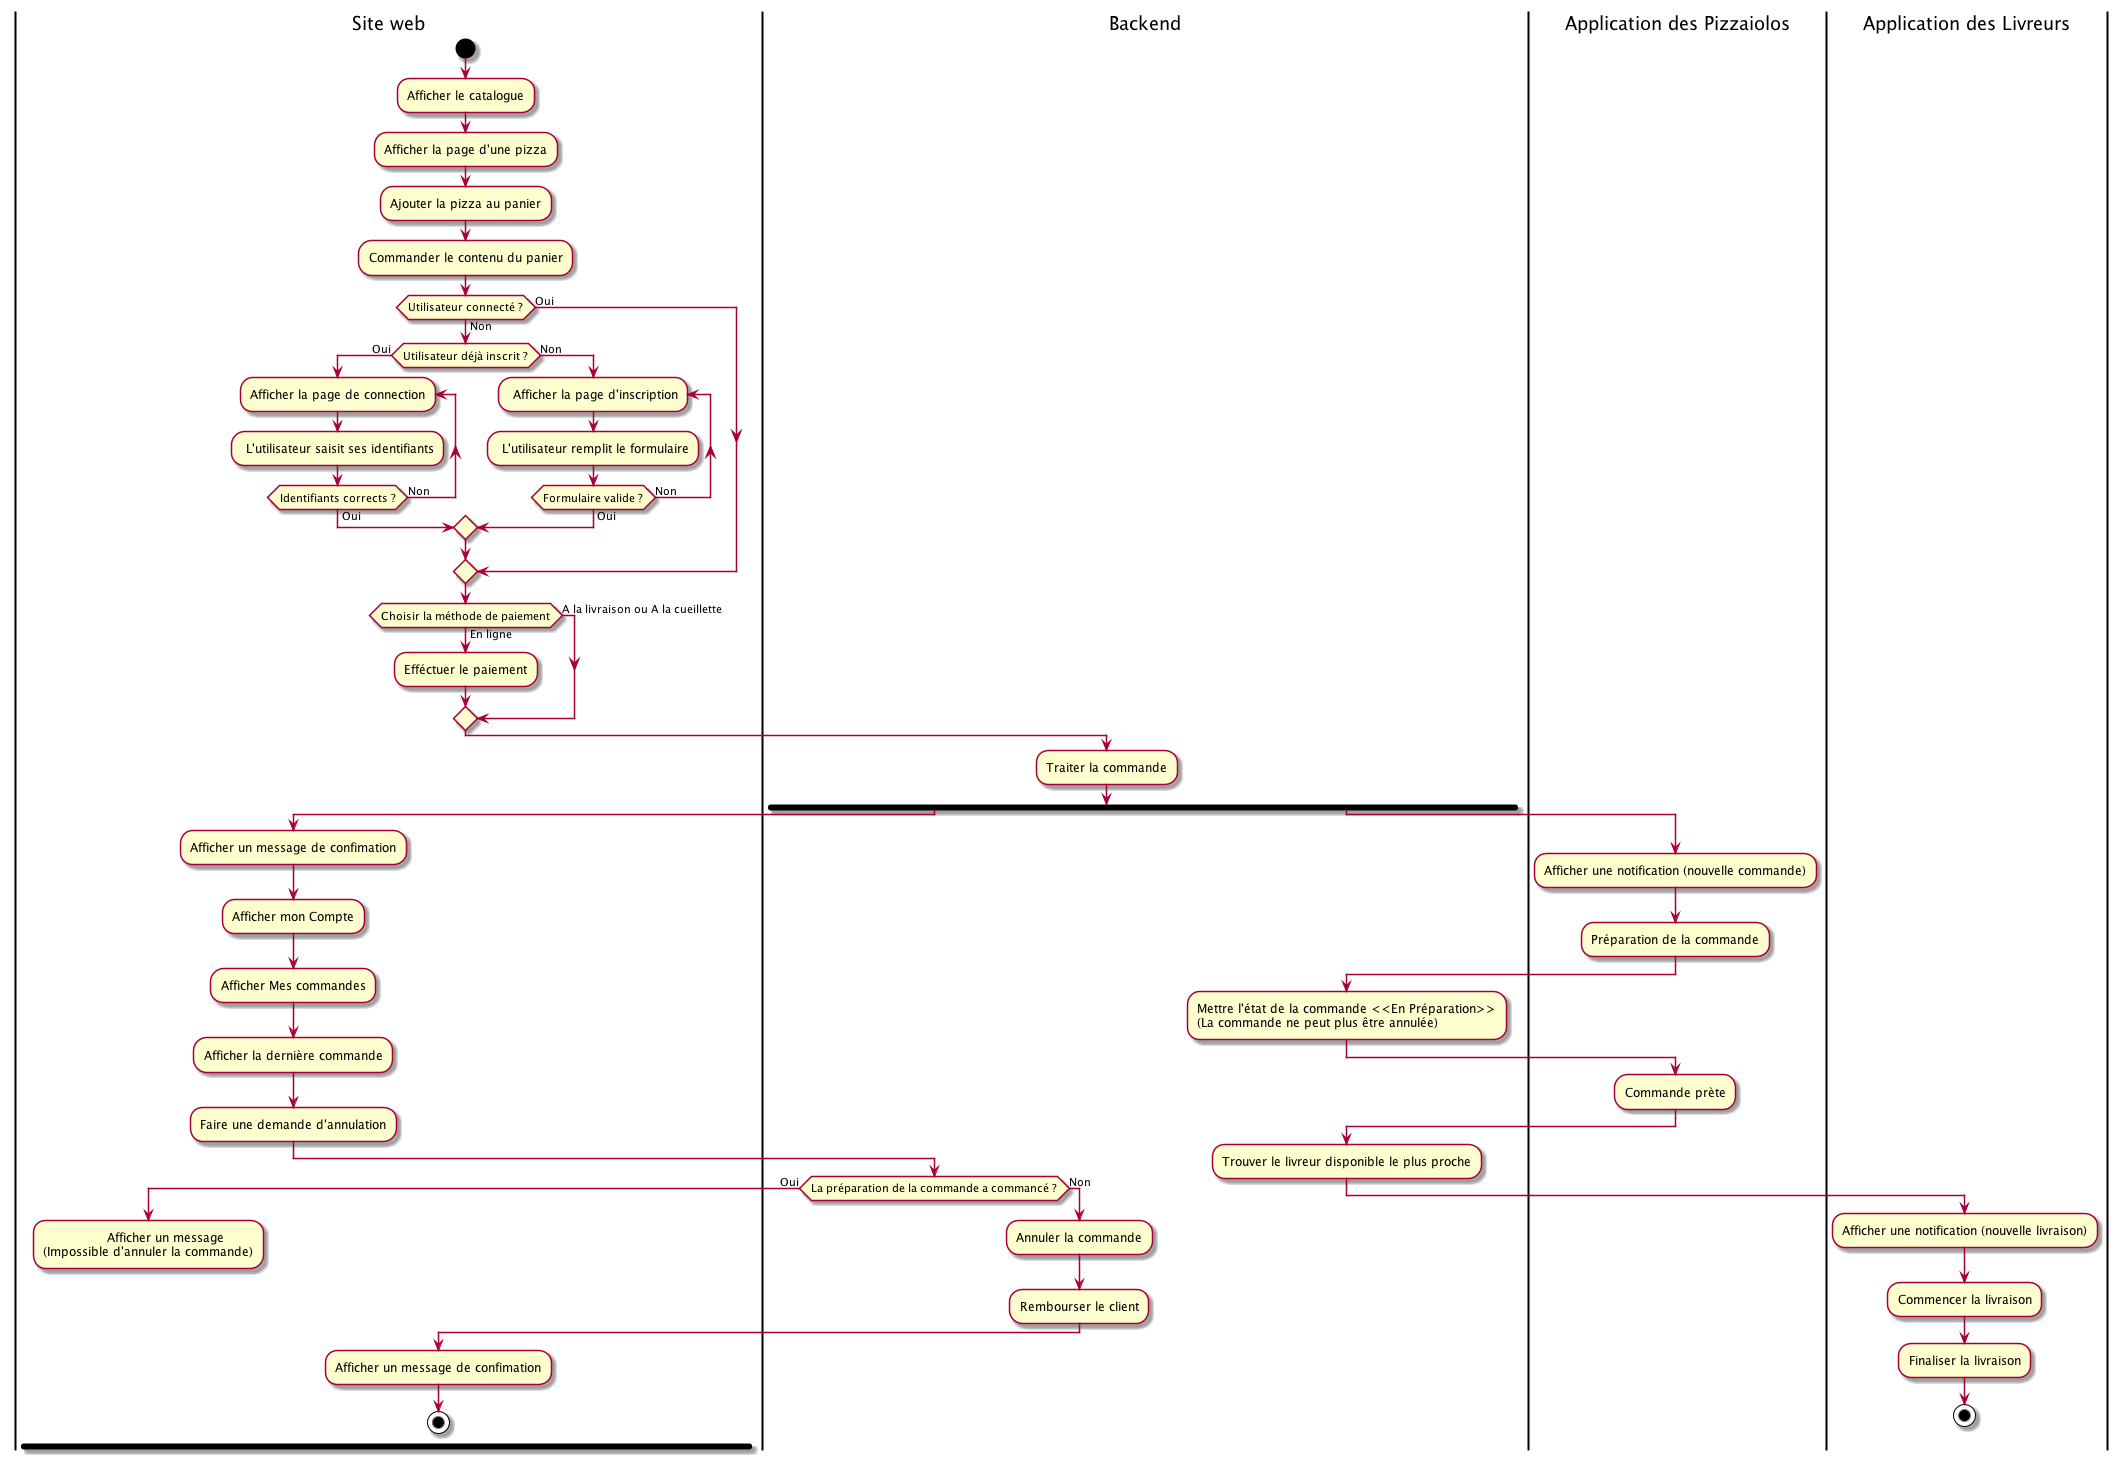 Site web
Backend
Application des Pizzaiolos
Application des Livreurs
Afficher le catalogue
Afficher la page d'une pizza
Ajouter la pizza au panier
Commander le contenu du panier
Utilisateur connecté ?
Oui
Non
Utilisateur déjà inscrit ?
Oui
Non
Afficher la page de connection
L'utilisateur saisit ses identifiants
Identifiants corrects ?
Non
Oui
Afficher la page d'inscription
L'utilisateur remplit le formulaire
Formulaire valide ?
Non
Oui
Choisir la méthode de paiement
A la livraison ou A la cueillette
En ligne
Efféctuer le paiement
Traiter la commande
Afficher un message de confimation
Afficher mon Compte
Afficher Mes commandes
Afficher la dernière commande
Faire une demande d'annulation
Afficher une notification (nouvelle commande)
Préparation de la commande
Mettre l'état de la commande <<En Préparation>>
(La commande ne peut plus être annulée)
Commande prète
Trouver le livreur disponible le plus proche
La préparation de la commande a commancé ?
Oui
Non
Afficher un message
(Impossible d'annuler la commande)
Annuler la commande
Rembourser le client
Afficher un message de confimation
Afficher une notification (nouvelle livraison)
Commencer la livraison
Finaliser la livraison